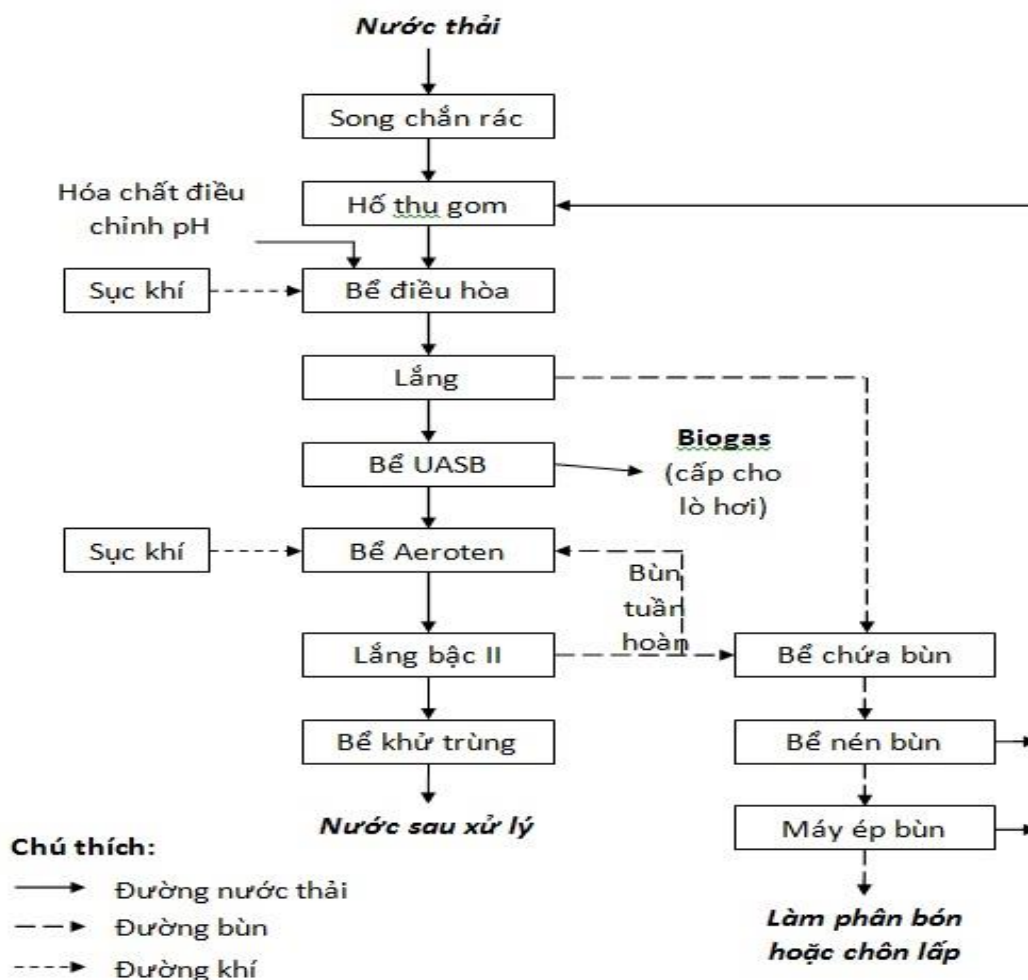 Nước thải
Song chắn rác
Hóa chất điều
chỉnh pH
Hố thu gom
Sục khí
Bể điều hòa
Lắng
Bể UASB
Biogas
(cấp cho
lò hơi)
Sục khí
Bể Aeroten
Bùn
tuần
hoàn
Lắng bậc II
Bể chứa bùn
Bể khử trùng
Bể nén bùn
Nước sau xử lý
Máy ép bùn
Chú thích:
Đường nước thải
Đường bùn
Đường khí
Làm phân bón
hoặc chôn lấp